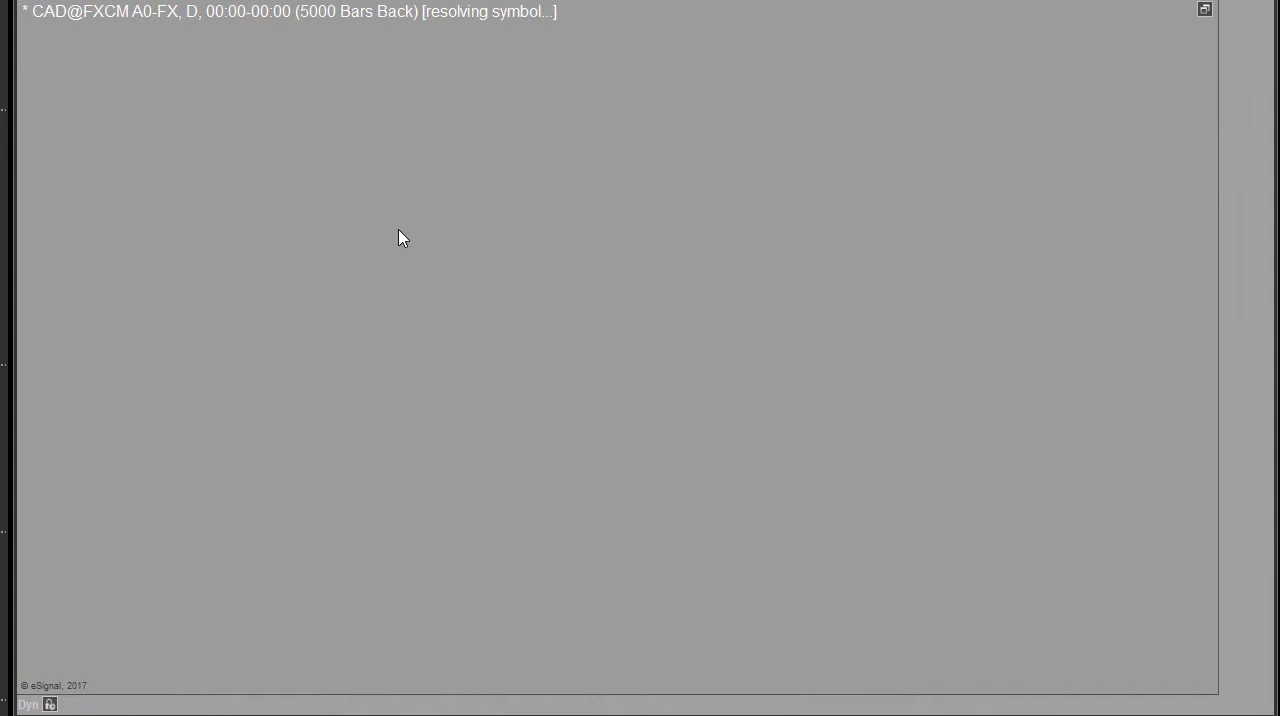 * CAD@FXCM A0-FX, D, 00:00-00:00 (5000 Bars Back) [resolving symbol...]
© eSignal, 2017
Dyn